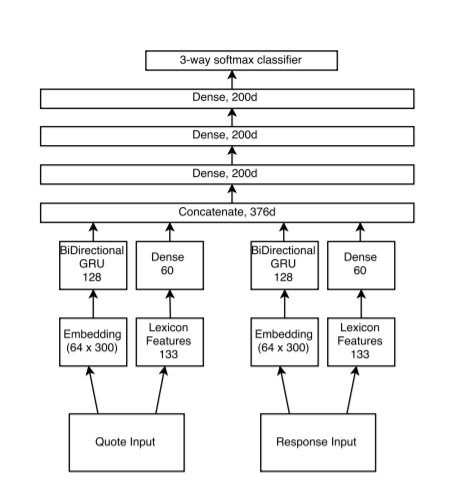 3-way softmax classifier
Dense, 200d
Dense, 200d
Dense, 200d
Concatenate, 376d
BiDirectional
GRU
128
Dense
60
BiDirectional
GRU
128
Dense
60
Embedding
(64 x 300)
Lexicon
Features
133
Embedding
(64 x 300)
Lexicon
Features
133
Quote Input
Response Input